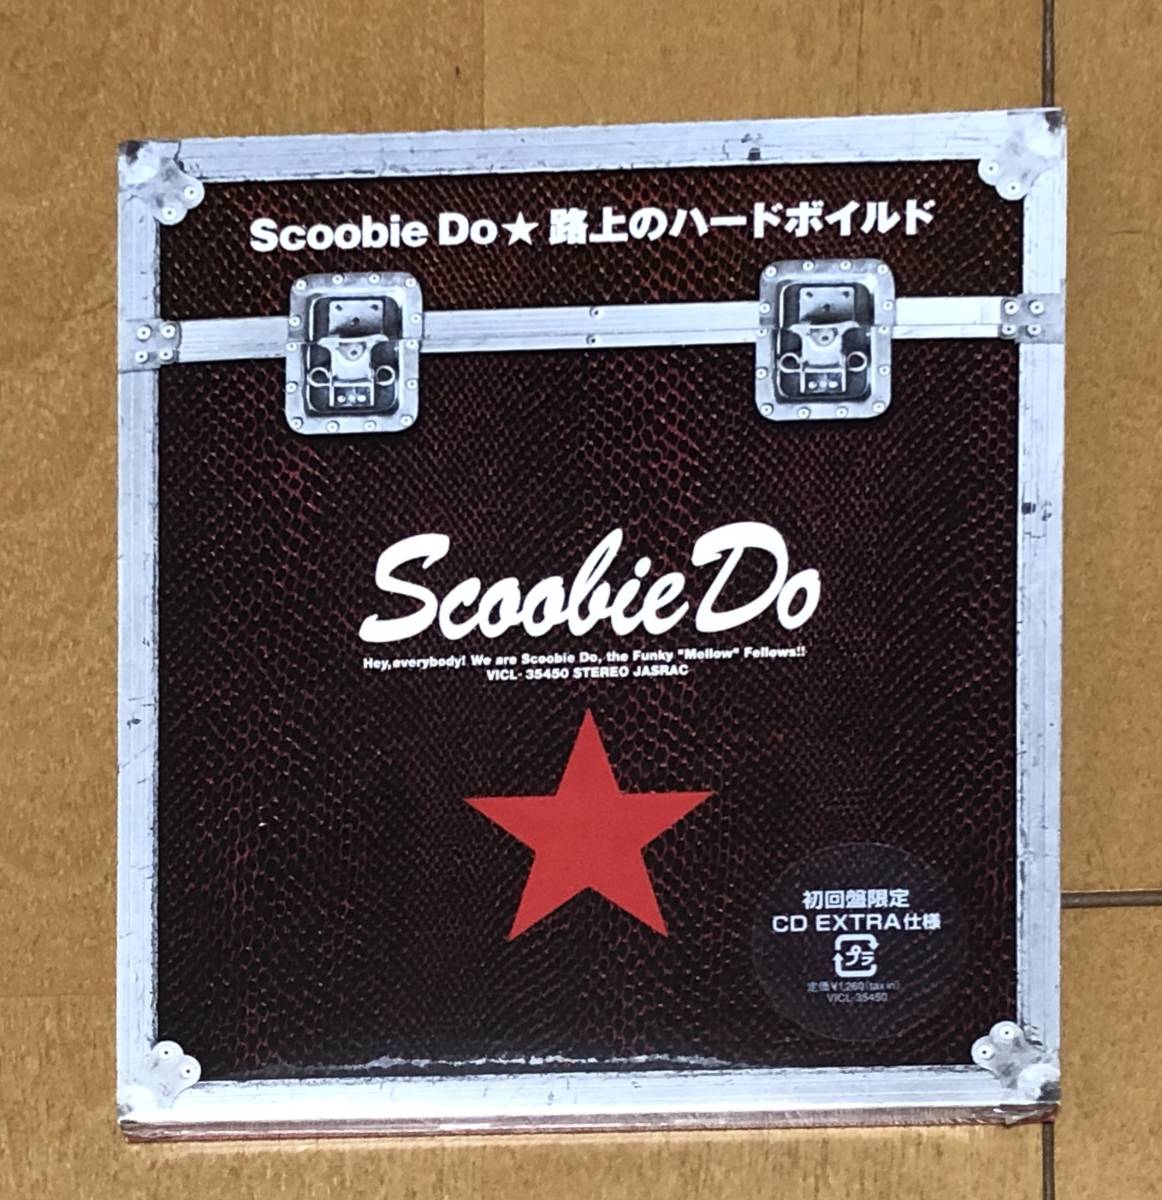 Scoobie Do★路上のハードボイルド
Scoobie Do
Hey,everybody! We are Scoobie Do, the Funky "Mellow" Fellows!!
VICL-35450 STEREO JASRAC
初回盤限定
CD EXTRA仕様
プラ
定価¥1,260(tax in)
VICL-35450